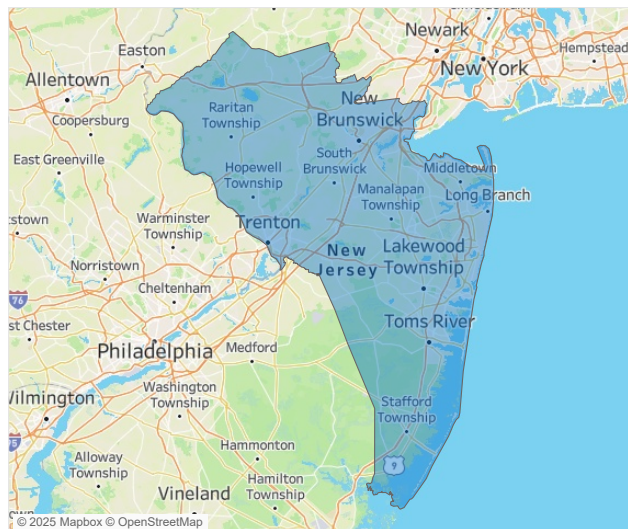 Newark
Easton
New York
Hempstead
Allentown
Raritan
Township
New
Brunswick
Coopersburg
East Greenville
Hopewell
Township
South
Brunswick
Middletown
Manalapan
Township
Long Branch
Warminster
Township
Trenton
New
Jersey
Lakewood
Township
Norristown
76
Cheltenham
Toms River
Philadelphia
Medford
Washington
Township
Stafford
Township
Hammonton
9
Alloway
Township
Hamilton
Township
Vineland
© 2025 Mapbox © OpenStreetMap